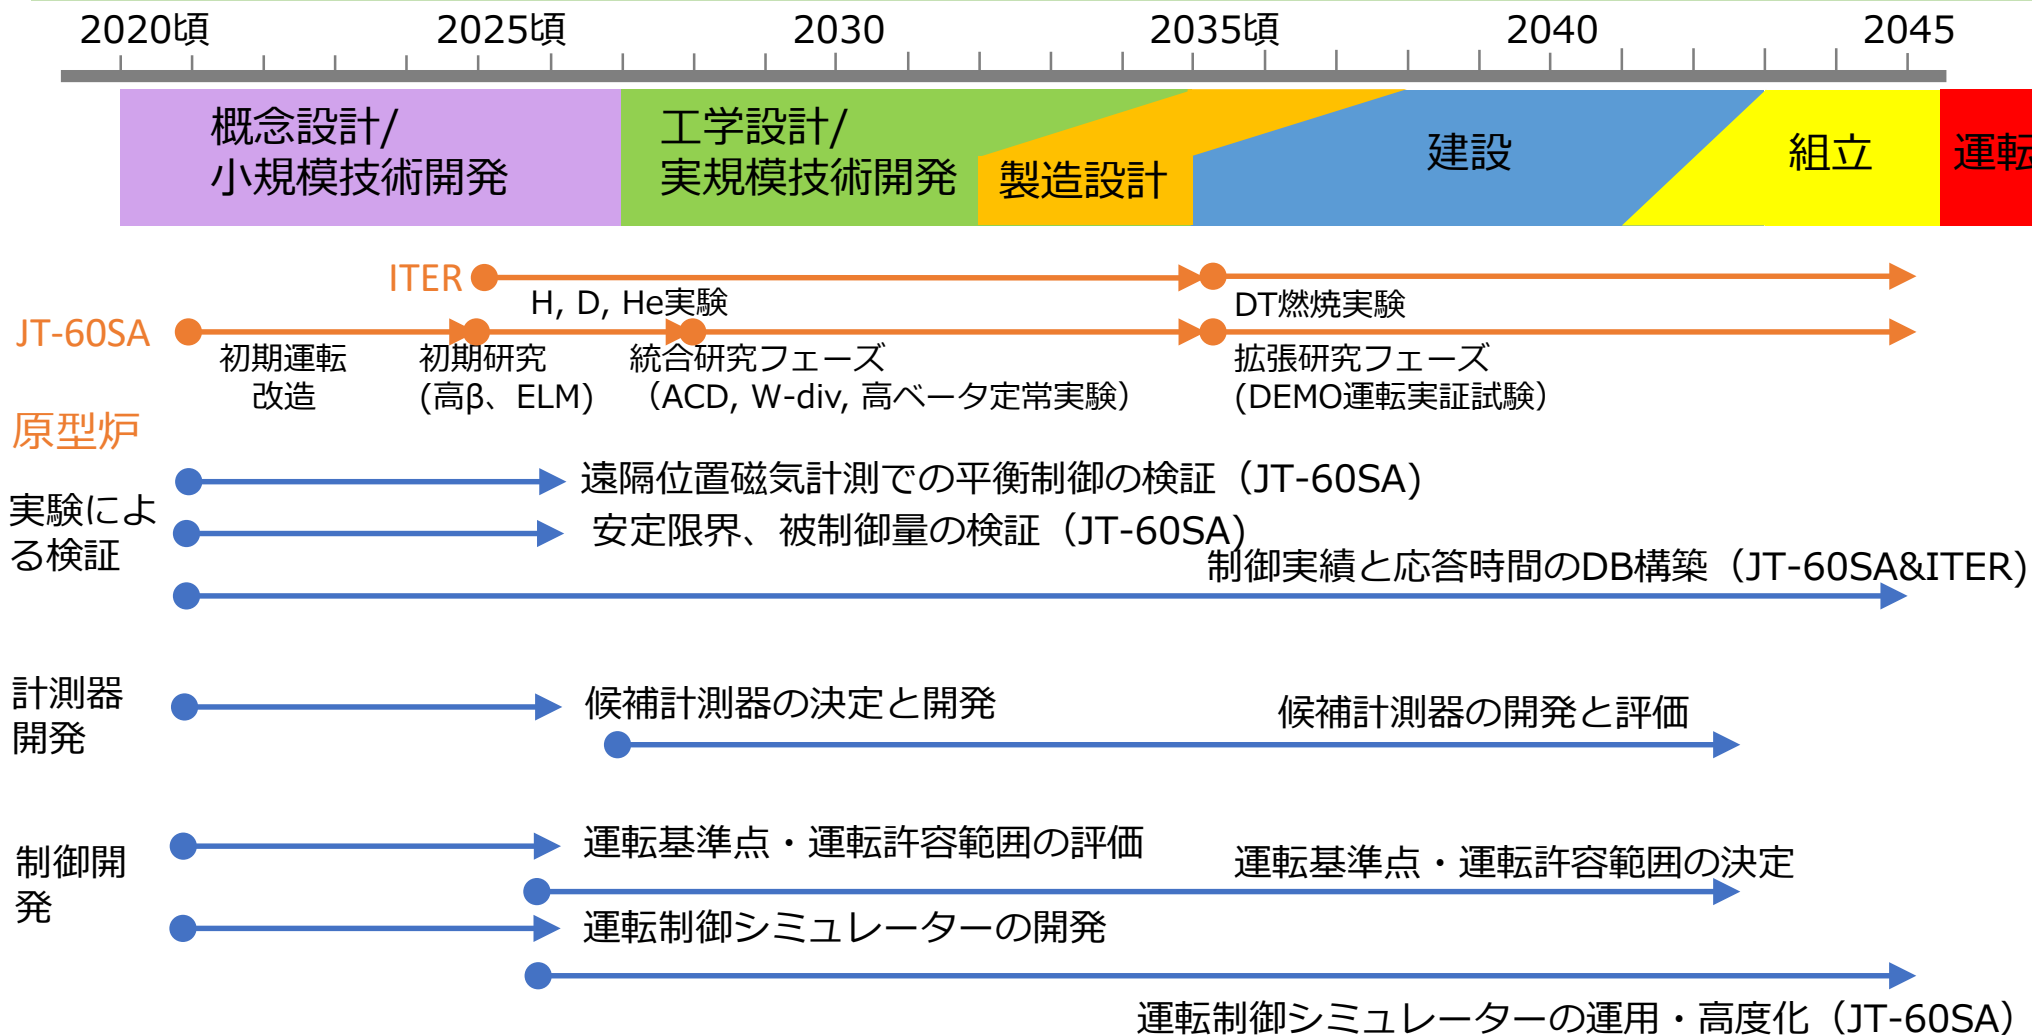 2020頃 2025頃 2030 2035頃 2040 2045
概念設計/
小規模技術開発
工学設計/
実規模技術開発
製造設計
建設
組立
運転
ITER
H, D, He実験
DT燃焼実験
JT-60SA
初期運転
改造
初期研究
(高β、ELM)
統合研究フェーズ
（ACD, W-div, 高ベータ定常実験）
拡張研究フェーズ
(DEMO運転実証試験）
原型炉
実験によ
る検証
遠隔位置磁気計測での平衡制御の検証（JT-60SA)
安定限界、被制御量の検証（JT-60SA)
制御実績と応答時間のDB構築（JT-60SA&ITER)
計測器
開発
候補計測器の決定と開発
候補計測器の開発と評価
制御開
発
運転基準点・運転許容範囲の評価
運転基準点・運転許容範囲の決定
運転制御シミュレーターの開発
運転制御シミュレーターの運用・高度化（JT-60SA）